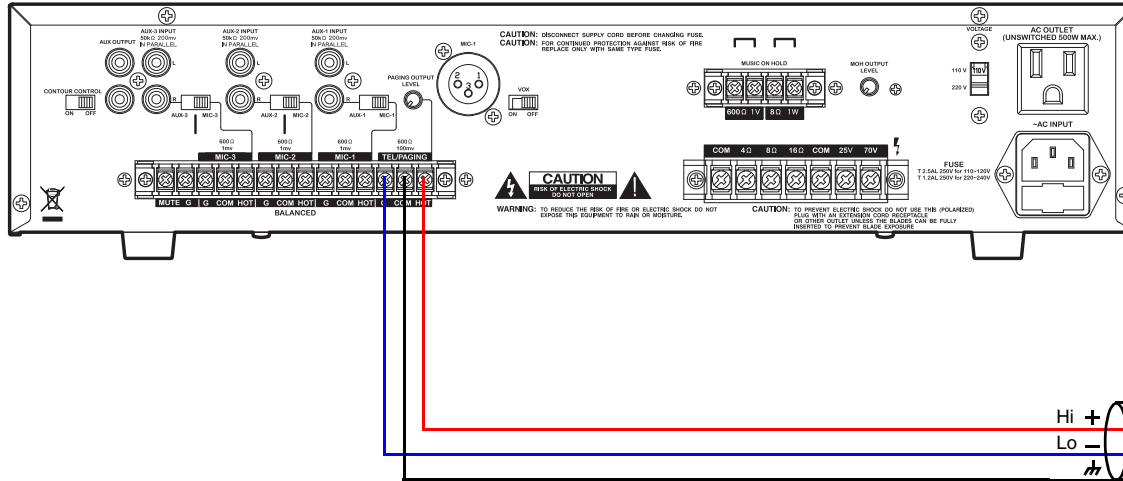 AUX OUTPUT
AUX-3 INPUT
50kΩ 200mv
IN PARALLEL
L
R
AUX-2 INPUT
50kΩ 200mv
IN PARALLEL
L
R
AUX-1 INPUT
50kΩ 200mv
IN PARALLEL
L
R
CONTOUR CONTROL
ON OFF
AUX-3 MIC-3
AUX-2 MIC-2
AUX-1 MIC-1
PAGING OUTPUT
LEVEL
MIC-1
2 1
3
VOX
ON OFF
CAUTION: DISCONNECT SUPPLY CORD BEFORE CHANGING FUSE.
CAUTION: FOR CONTINUED PROTECTION AGAINST RISK OF FIRE
REPLACE ONLY WITH SAME TYPE FUSE.
MUSIC ON HOLD
600Ω 1V 8Ω 1W
MOH OUTPUT
LEVEL
VOLTAGE
110 V
110V
220 V
AC OUTLET
(UNSWITCHED 500W MAX.)
~AC INPUT
FUSE
T 2.5AL 250V for 110~120V
T 1.2AL 250V for 220~240V
600Ω
1mv
600Ω
1mv
600Ω
1mv
600Ω
100mv
MIC-3 MIC-2 MIC-1 TEL/PAGING
MUTE G G COM HOT G COM HOT G COM HOT G COM HOT
BALANCED
CAUTION
RISK OF ELECTRIC SHOCK
DO NOT OPEN
WARNING: TO REDUCE THE RISK OF FIRE OR ELECTRIC SHOCK DO NOT
EXPOSE THIS EQUIPMENT TO RAIN OR MOISTURE.
COM 4Ω 8Ω 16Ω COM 25V 70V
CAUTION: TO PREVENT ELECTRIC SHOCK DO NOT USE THIS (POLARIZED)
PLUG WITH AN EXTENSION CORD RECEPTACLE
OR OTHER OUTLET UNLESS THE BLADES CAN BE FULLY
INSERTED TO PREVENT BLADE EXPOSURE
Hi +
Lo –